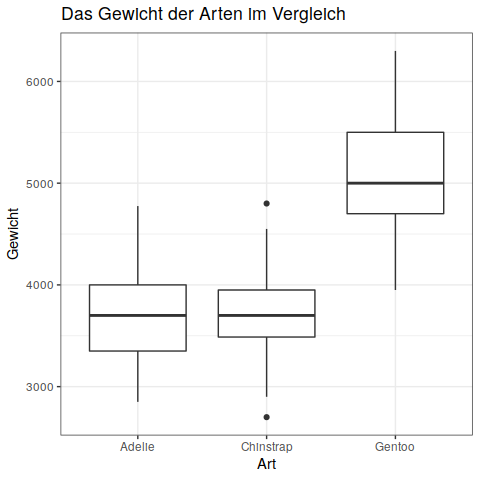 Das Gewicht der Arten im Vergleich
6000
5000
4000
3000
Gewicht
Adelie
Chinstrap
Gentoo
Art